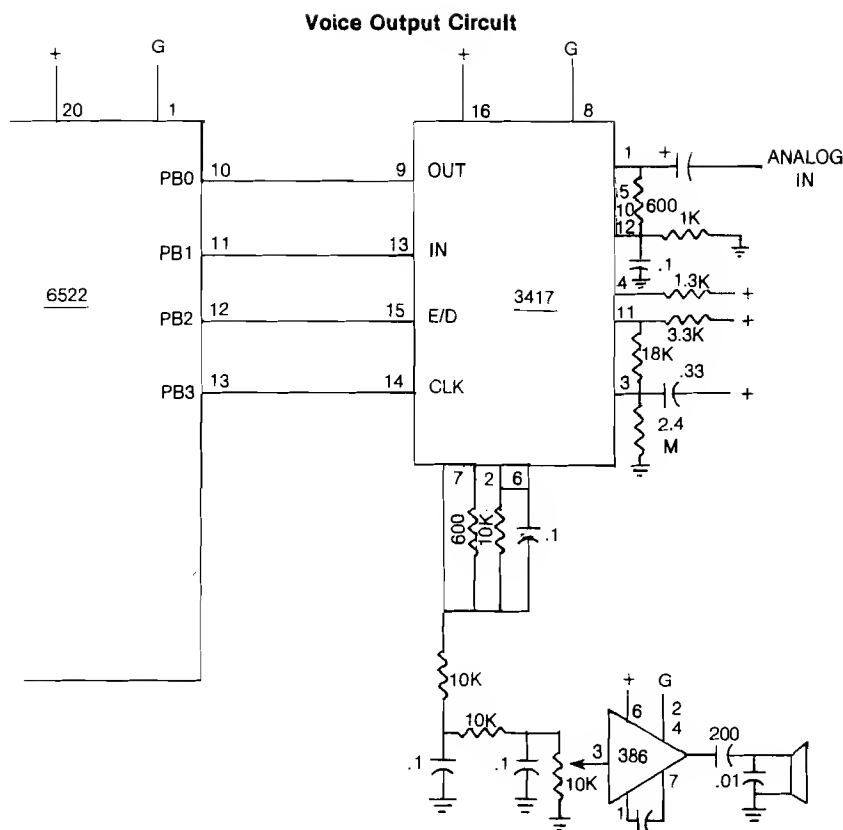 Voice Output Circuit
+ G + G
20 1 16 8
PB0 10 9 OUT 1 + ANALOG
IN
5
10 600
12 1K
PB1 11 13 IN .1
6522 4 1.3K +
PB2 12 15 E/D 3417 11 +
3.3K
18K
PB3 13 14 CLK 3 .33 +
2.4
M
7 2 6
600 10K .1
10K
+ G
10K 6 2
4
.1 .1 10K 3 386 200
7 .01
1